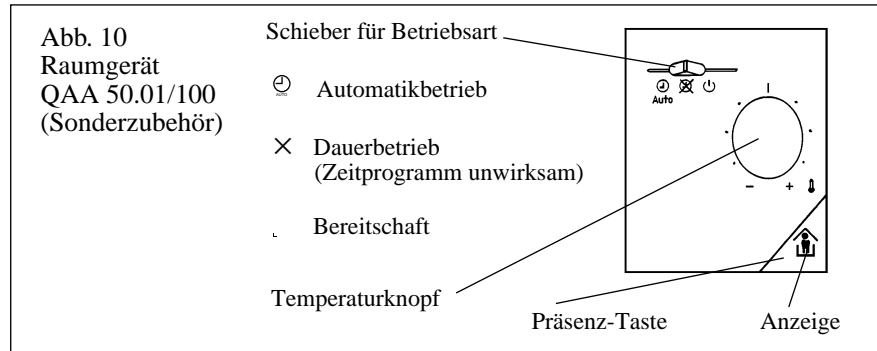 Abb. 10
Raumgerät
QAA 50.01/100
(Sonderzubehör)
Schieber für Betriebsart
AUTO
Automatikbetrieb
Dauerbetrieb
(Zeitprogramm unwirksam)
Bereitschaft
Temperaturknopf
Auto
− +
Präsenz-Taste
Anzeige